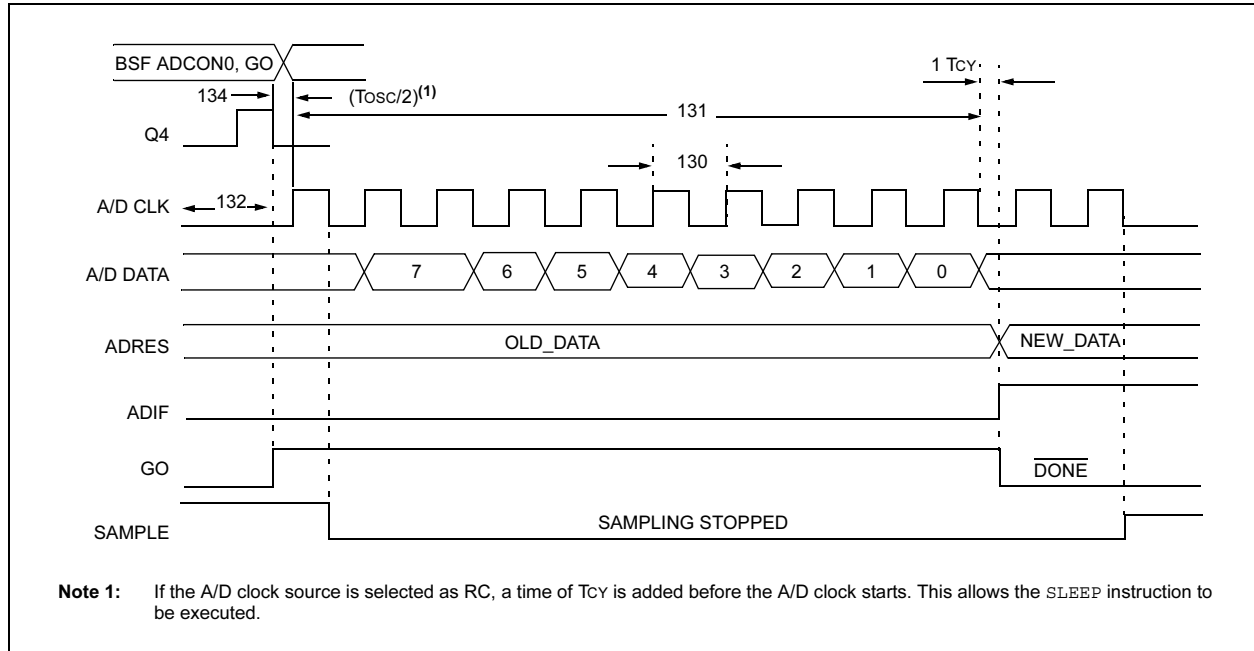 BSF ADCON0, GO
1 TCY
134
(TOSC/2)(1)
131
Q4
130
A/D CLK
132
A/D DATA
7 6 5 4 3 2 1 0
ADRES
OLD_DATA
NEW_DATA
ADIF
GO
DONE
SAMPLE
SAMPLING STOPPED
Note 1: If the A/D clock source is selected as RC, a time of TCY is added before the A/D clock starts. This allows the SLEEP instruction to
be executed.